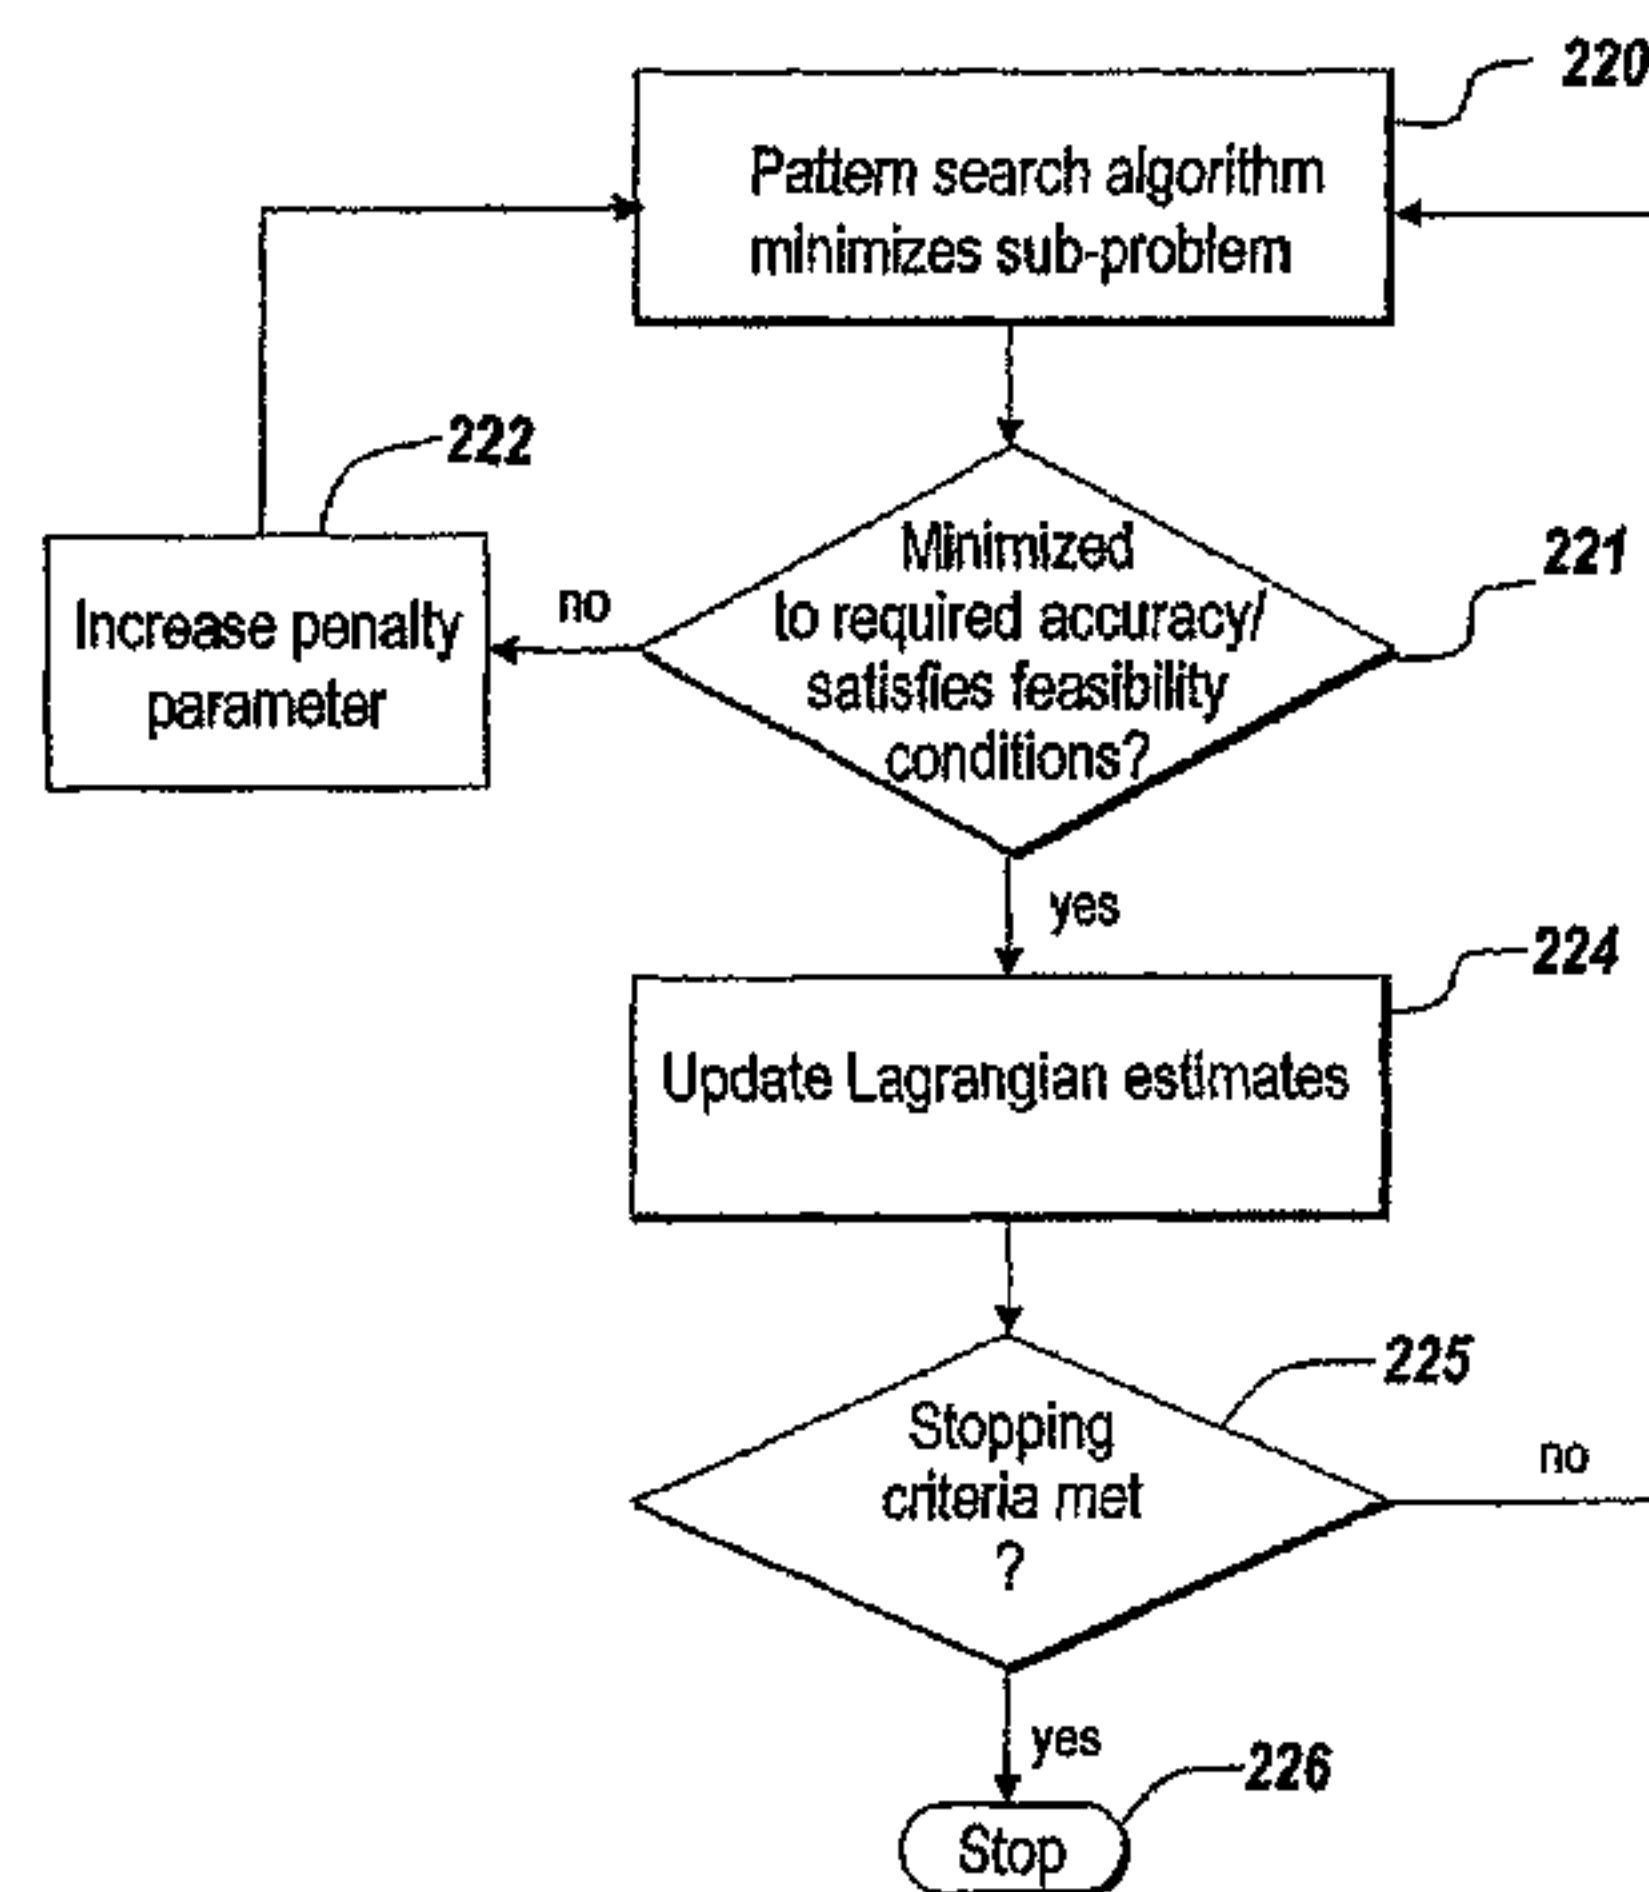 220
Pattern search algorithm
minimizes sub-problem
222
Minimized
to required accuracy/
satisfies feasibility
conditions?
221
no
Increase penalty
parameter
yes
224
Update Lagrangian estimates
225
Stopping
criteria met
?
no
yes
226
Stop